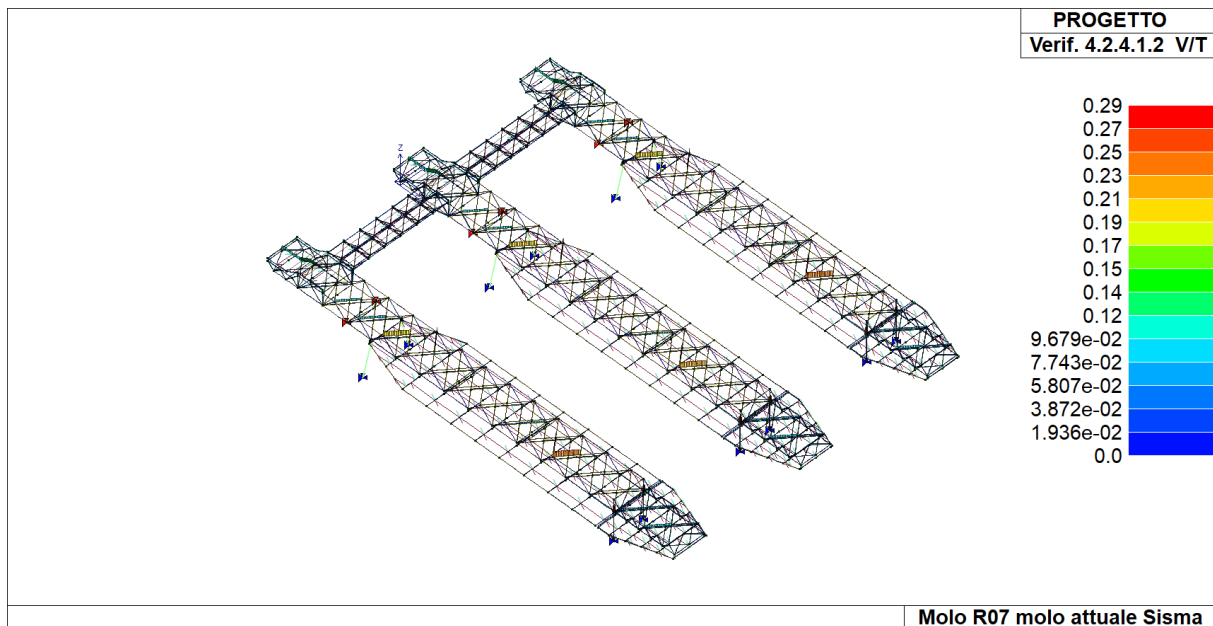 PROGETTO
Verif. 4.2.4.1.2 V/T
0.29
0.27
0.25
0.23
0.21
0.19
0.17
0.15
0.14
0.12
9.679e-02
7.743e-02
5.807e-02
3.872e-02
1.936e-02
0.0
Z
Molo R07 molo attuale Sisma